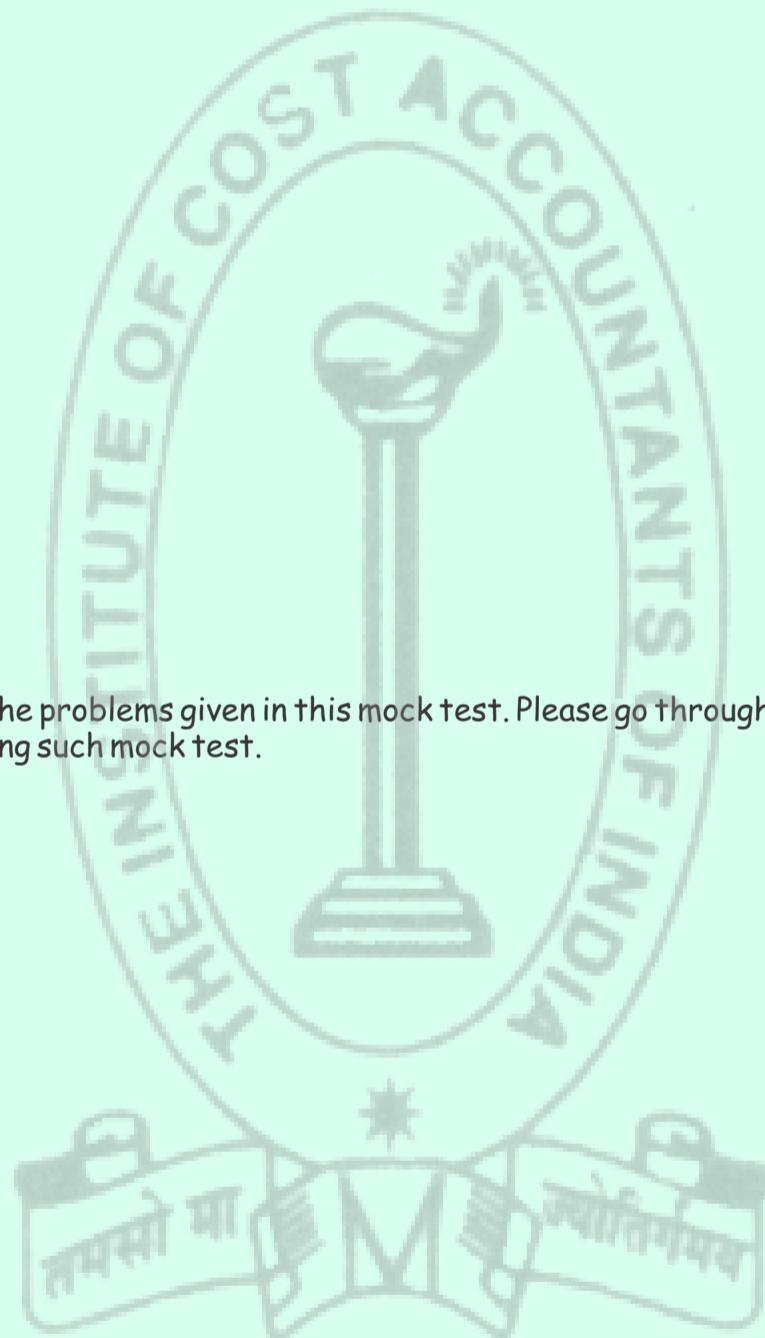 THE INSTITUTE OF COST ACCOUNTANTS OF INDIA
he problems given in this mock test. Please go through
ng such mock test.
तमसो मा ज्योतिर्गमय